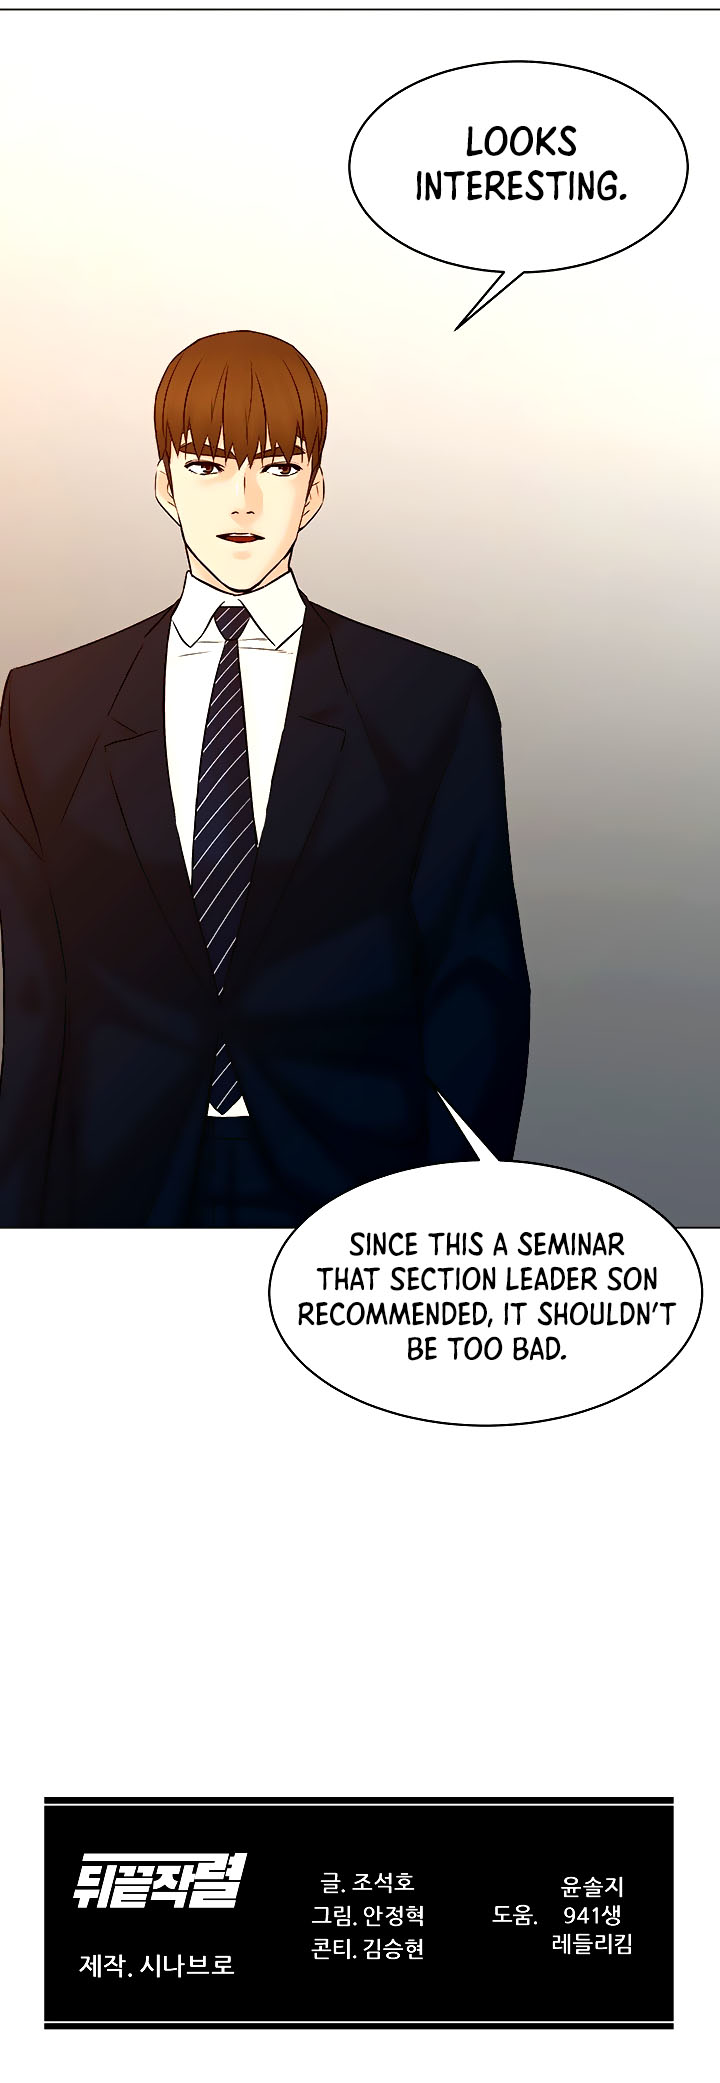 LOOKS
INTERESTING.
SINCE THIS A SEMINAR
THAT SECTION LEADER SON
RECOMMENDED, IT SHOULDN'T
BE TOO BAD.
뒤끝작렬
제작. 시나브로
글. 조석호
그림. 안정혁
콘티. 김승현
도움. 윤솔지
941생
레들리킴